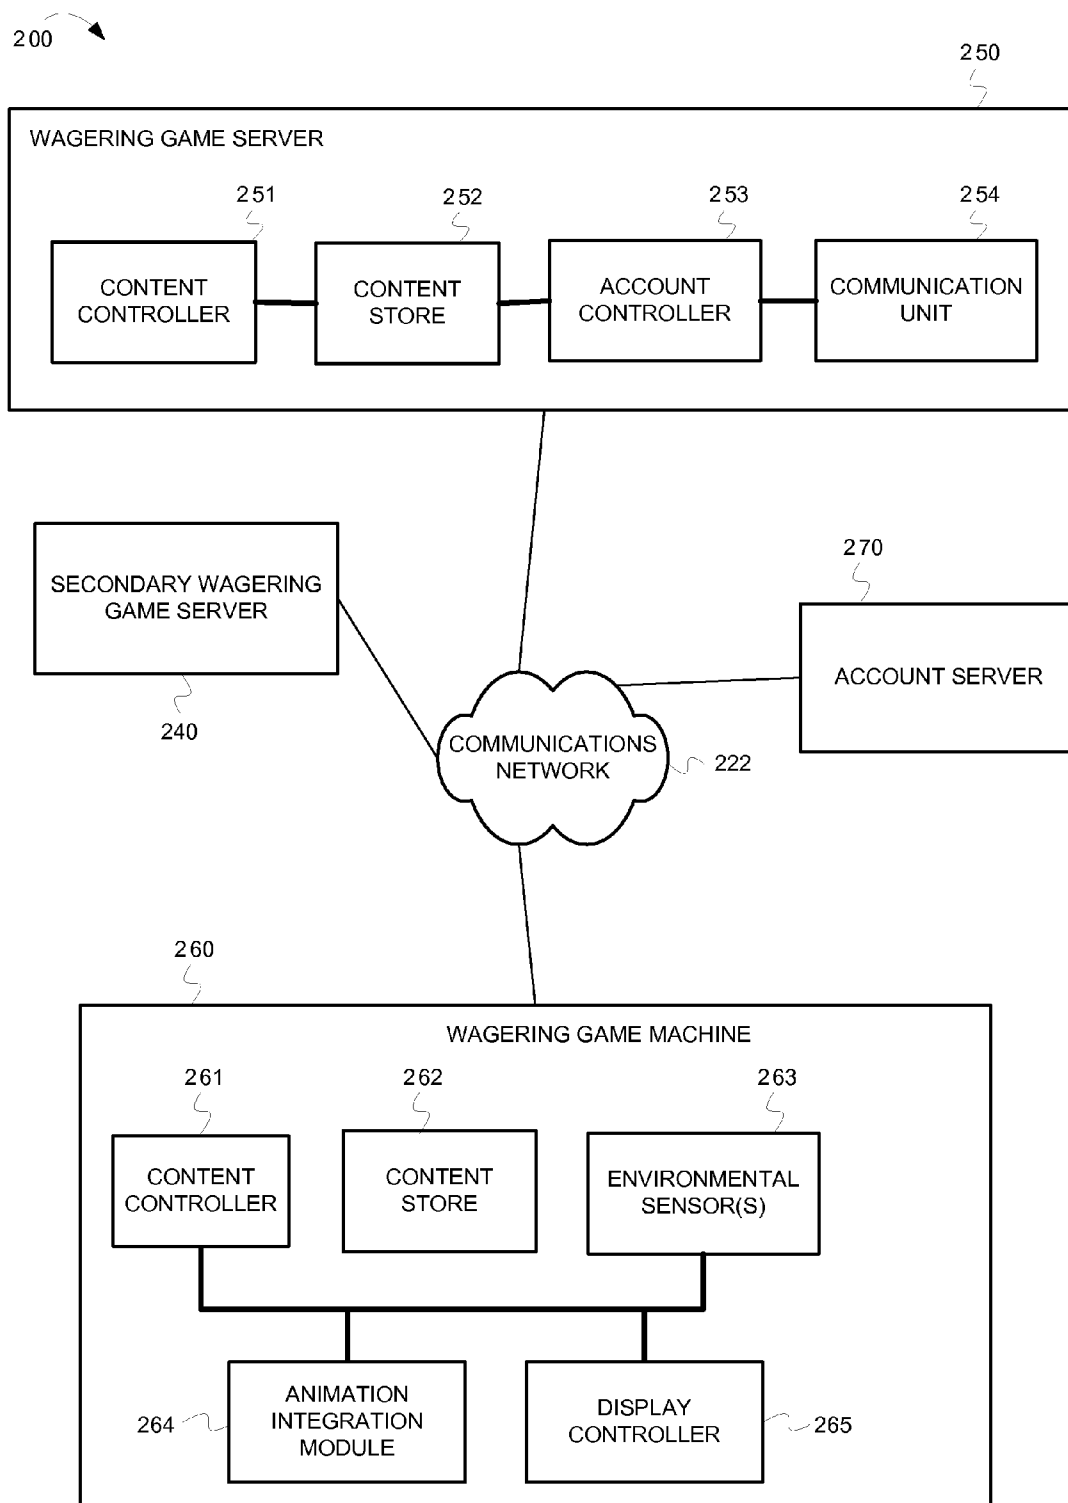 200
250
WAGERING GAME SERVER
251
252
253
254
CONTENT
CONTROLLER
CONTENT
STORE
ACCOUNT
CONTROLLER
COMMUNICATION
UNIT
SECONDARY WAGERING
GAME SERVER
240
270
ACCOUNT SERVER
COMMUNICATIONS
NETWORK
222
260
WAGERING GAME MACHINE
261
262
263
CONTENT
CONTROLLER
CONTENT
STORE
ENVIRONMENTAL
SENSOR(S)
264
ANIMATION
INTEGRATION
MODULE
DISPLAY
CONTROLLER
265